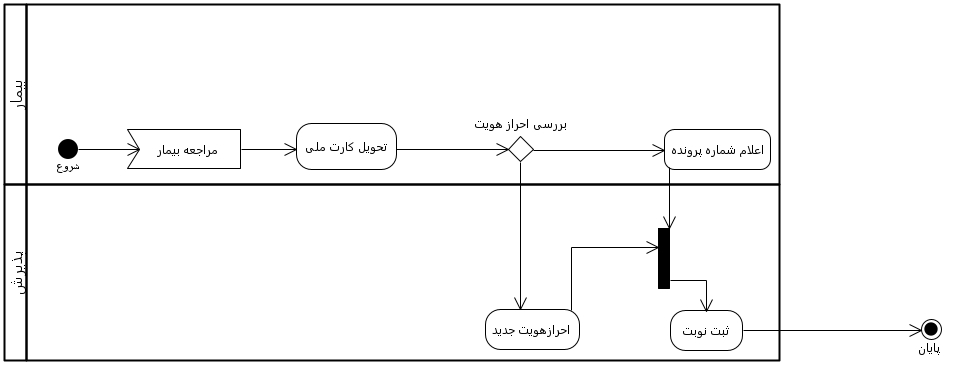 بیمار
شروع
مراجعه بیمار
تحویل کارت ملی
بررسی احراز هویت
اعلام شماره پرونده
پذیرش
احرازهویت جدید
ثبت نوبت
پایان